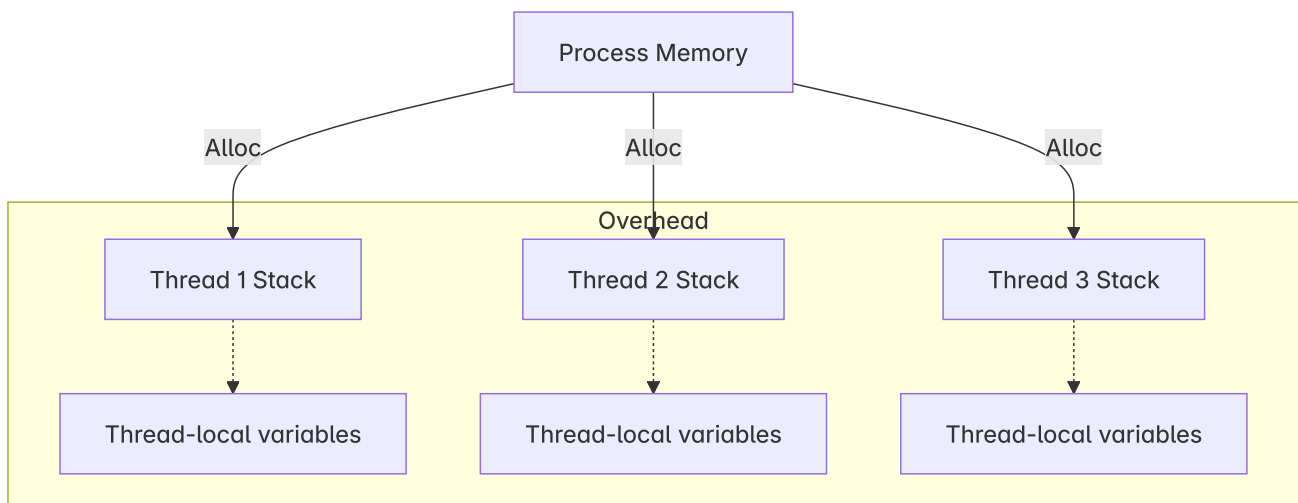 Process Memory
Alloc
Alloc
Alloc
Overhead
Thread 1 Stack
Thread 2 Stack
Thread 3 Stack
Thread-local variables
Thread-local variables
Thread-local variables